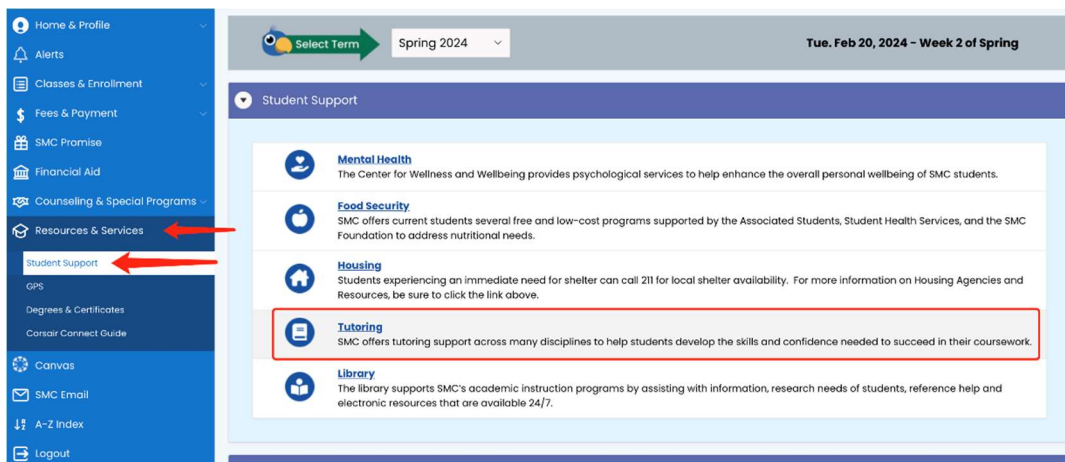 Home & Profile
Alerts
Classes & Enrollment
Fees & Payment
SMC Promise
Financial Aid
Counseling & Special Programs
Resources & Services
Student Support
GPS
Degrees & Certificates
Corsair Connect Guide
Canvas
SMC Email
A-Z Index
Logout
Select Term
Spring 2024
Tue. Feb 20, 2024 - Week 2 of Spring
Student Support
Mental Health
The Center for Wellness and Wellbeing provides psychological services to help enhance the overall personal wellbeing of SMC students.
Food Security
SMC offers current students several free and low-cost programs supported by the Associated Students, Student Health Services, and the SMC
Foundation to address nutritional needs.
Housing
Students experiencing an immediate need for shelter can call 211 for local shelter availability. For more information on Housing Agencies and
Resources, be sure to click the link above.
Tutoring
SMC offers tutoring support across many disciplines to help students develop the skills and confidence needed to succeed in their coursework.
Library
The library supports SMC's academic instruction programs by assisting with information, research needs of students, reference help and
electronic resources that are available 24/7.